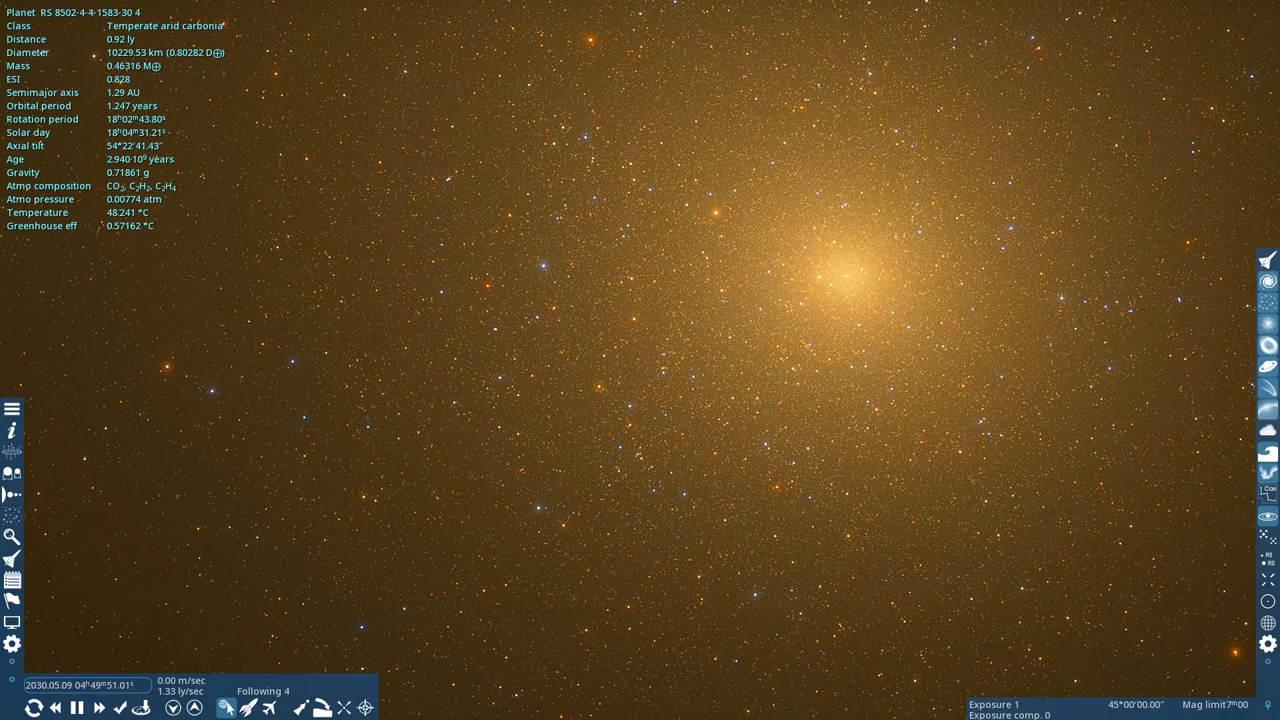 Planet RS 8502-4-4-1583-30 4
Class Temperate arid carbonia
Distance 0.92 ly
Diameter 10229.53 km (0.80282 D⊕)
Mass 0.46316 M⊕
ESI 0.828
Semimajor axis 1.29 AU
Orbital period 1.247 years
Rotation period 18ʰ02ᵐ43.80ˢ
Solar day 18ʰ04ᵐ31.21ˢ
Axial tilt 54°22′41.43″
Age 2.940·10⁹ years
Gravity 0.71861 g
Atmo composition CO₂, C₂H₂, C₂H₄
Atmo pressure 0.00774 atm
Temperature 48.241 °C
Greenhouse eff 0.57162 °C
Cas
RS
RS
2030.05.09 04ʰ49ᵐ51.01ˢ
0.00 m/sec
1.33 ly/sec
Following 4
Exposure 1 45°00′00.00″ Mag limit 7ᵐ00
Exposure comp. 0